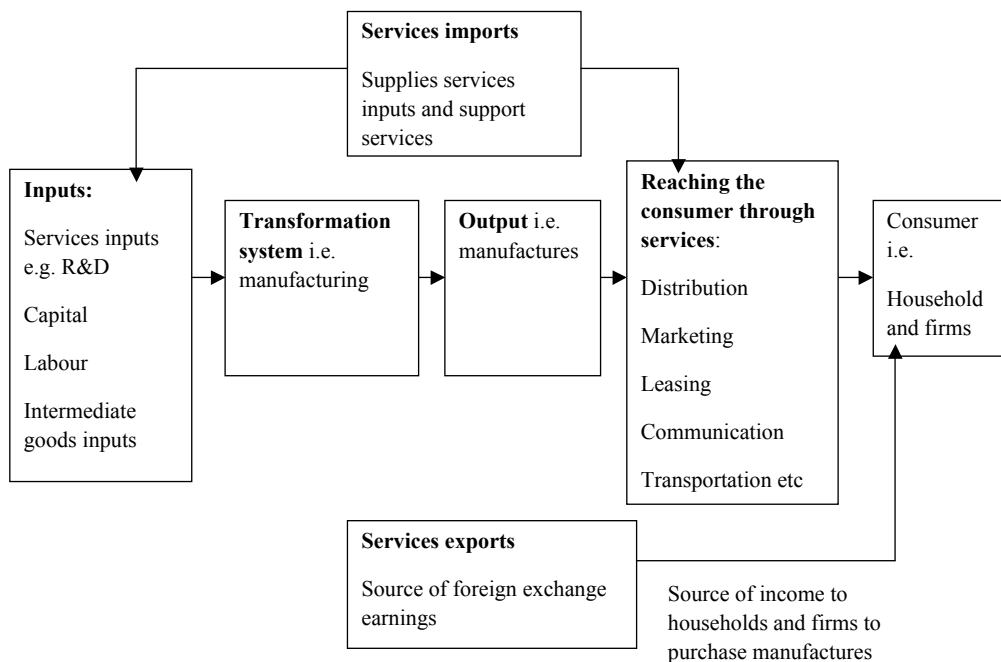 Services imports
Supplies services
inputs and support
services
Inputs:
Services inputs
e.g. R&D
Capital
Labour
Intermediate
goods inputs
Transformation
system i.e.
manufacturing
Output i.e.
manufactures
Reaching the
consumer through
services:
Distribution
Marketing
Leasing
Communication
Transportation etc
Consumer
i.e.
Household
and firms
Services exports
Source of foreign exchange
earnings
Source of income to
households and firms to
purchase manufactures